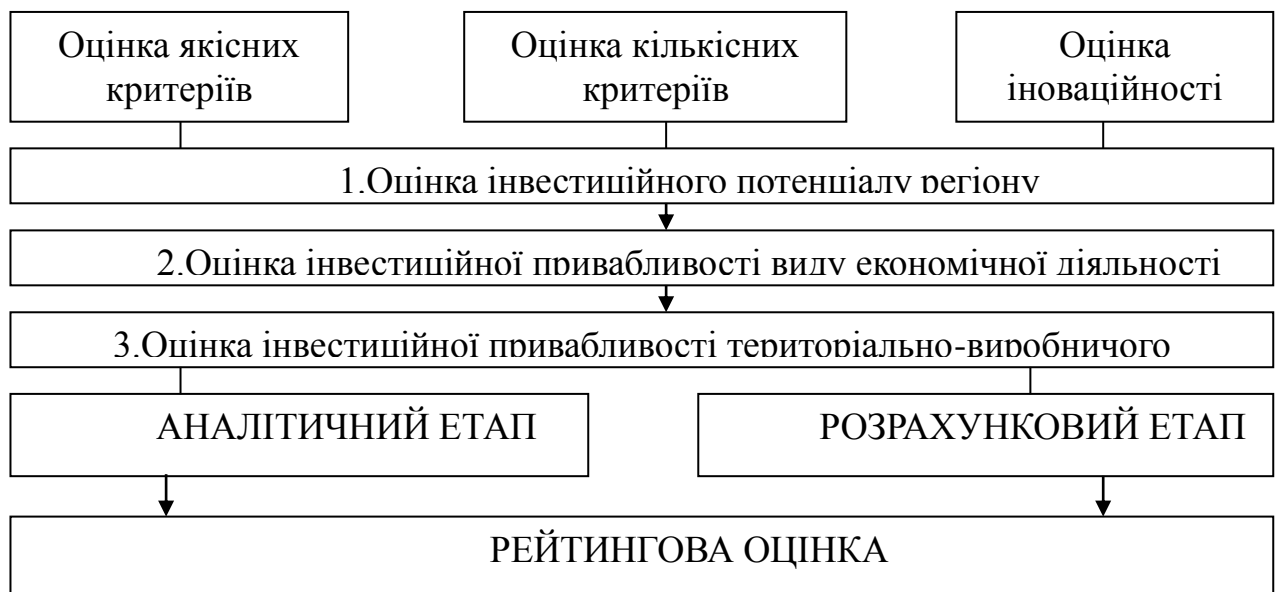 Оцінка якісних
критеріїв
Оцінка кількісних
критеріїв
Оцінка
іноваційності
1.Оцінка інвестиційного потенціалу регіону
2.Оцінка інвестиційної привабливості виду економічної діяльності
3.Оцінка інвестиційної привабливості територіально-виробничого
АНАЛІТИЧНИЙ ЕТАП
РОЗРАХУНКОВИЙ ЕТАП
РЕЙТИНГОВА ОЦІНКА